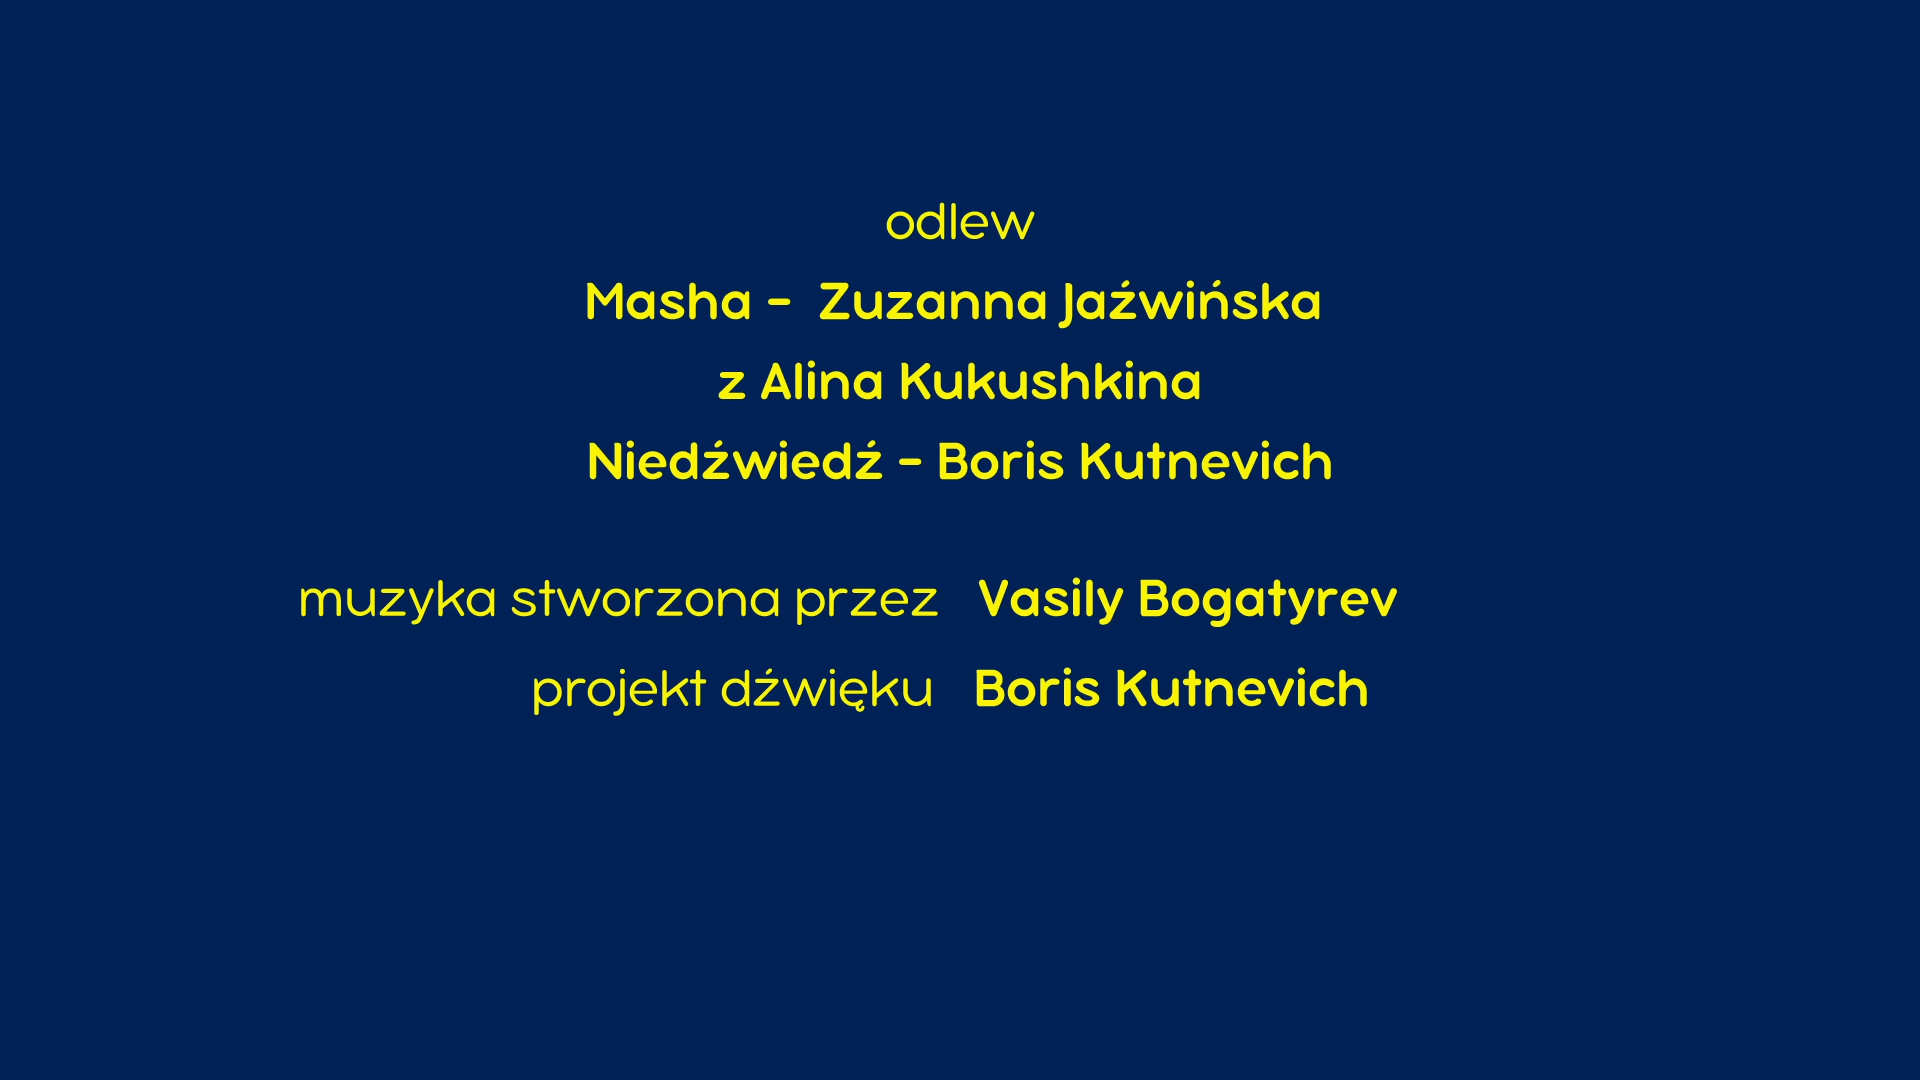 odlew
Masha - Zuzanna Jaźwińska
z Alina Kukushkina
Niedźwiedź - Boris Kutnevich
muzyka stworzona przez Vasily Bogatyrev
projekt dźwięku Boris Kutnevich